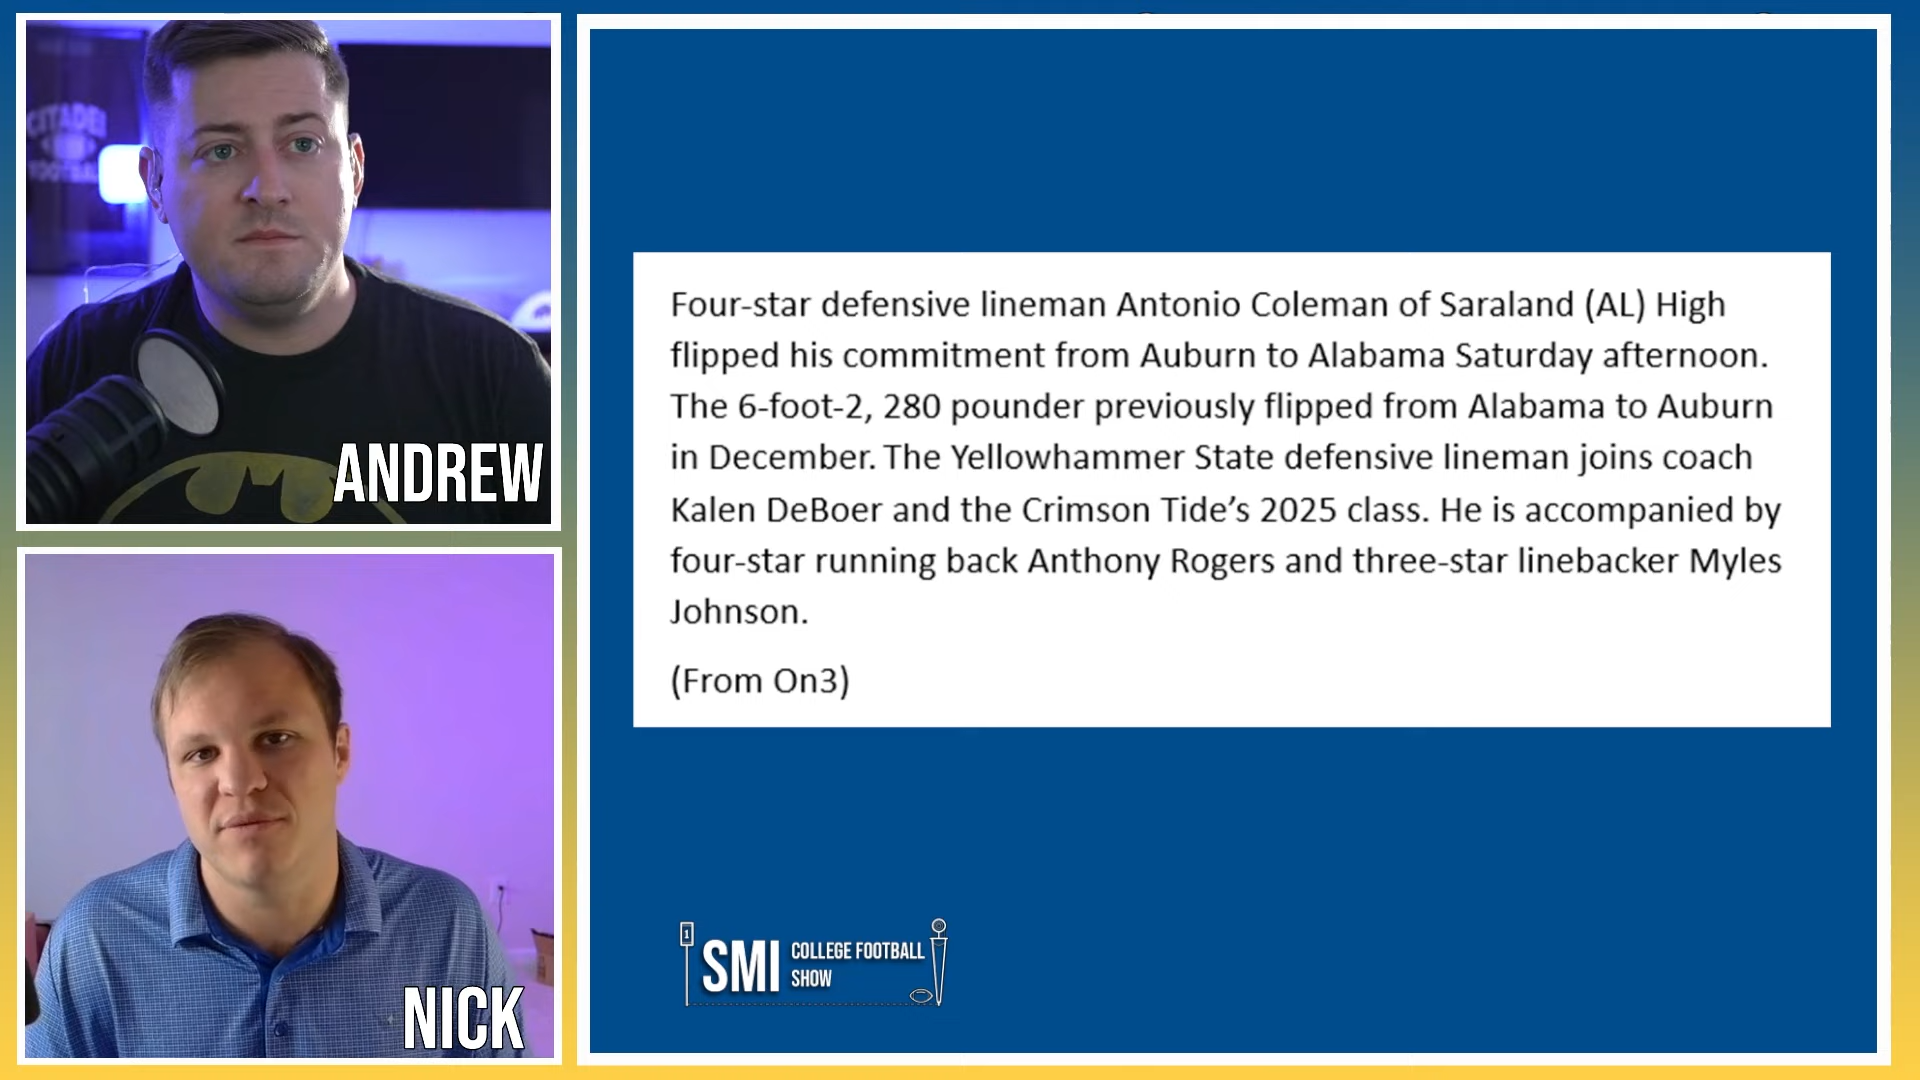 CITADEL
FOOTBALL
ANDREW
NICK
Four-star defensive lineman Antonio Coleman of Saraland (AL) High
flipped his commitment from Auburn to Alabama Saturday afternoon.
The 6-foot-2, 280 pounder previously flipped from Alabama to Auburn
in December. The Yellowhammer State defensive lineman joins coach
Kalen DeBoer and the Crimson Tide’s 2025 class. He is accompanied by
four-star running back Anthony Rogers and three-star linebacker Myles
Johnson.
(From On3)
1
SMI
COLLEGE FOOTBALL
SHOW